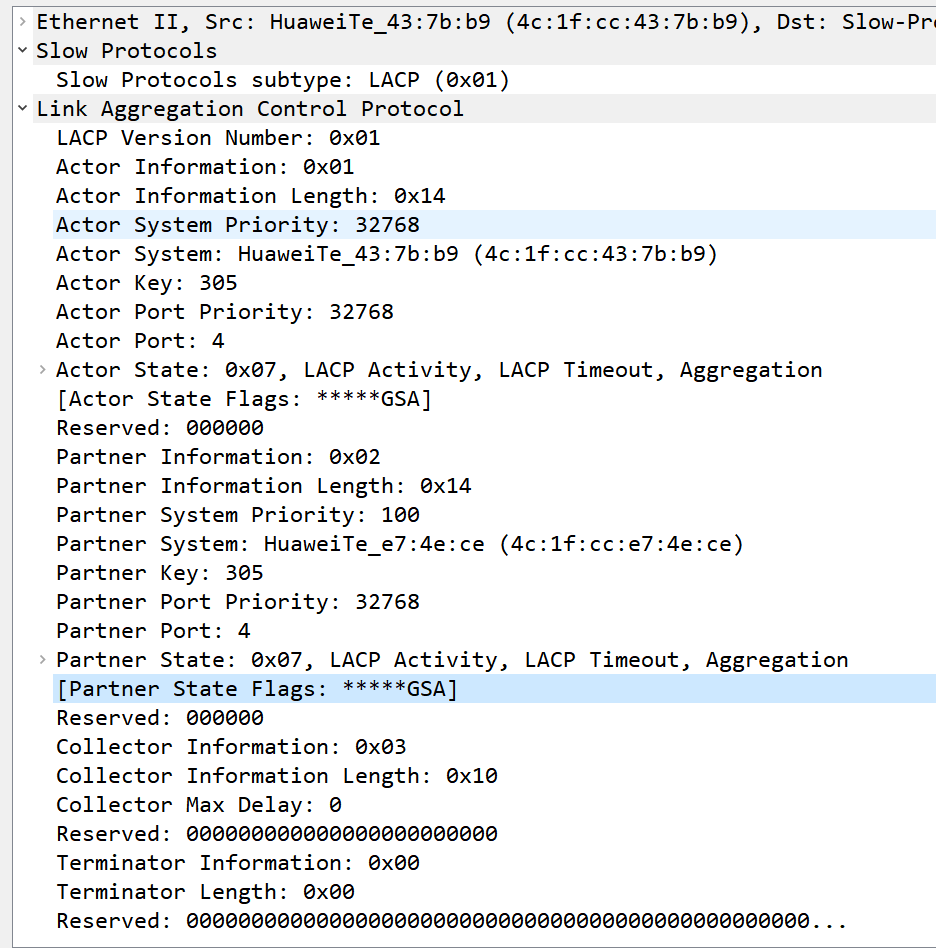 Ethernet II, Src: HuaweiTe_43:7b:b9 (4c:1f:cc:43:7b:b9), Dst: Slow-Pro
Slow Protocols
Slow Protocols subtype: LACP (0x01)
Link Aggregation Control Protocol
LACP Version Number: 0x01
Actor Information: 0x01
Actor Information Length: 0x14
Actor System Priority: 32768
Actor System: HuaweiTe_43:7b:b9 (4c:1f:cc:43:7b:b9)
Actor Key: 305
Actor Port Priority: 32768
Actor Port: 4
Actor State: 0x07, LACP Activity, LACP Timeout, Aggregation
[Actor State Flags: *****GSA]
Reserved: 000000
Partner Information: 0x02
Partner Information Length: 0x14
Partner System Priority: 100
Partner System: HuaweiTe_e7:4e:ce (4c:1f:cc:e7:4e:ce)
Partner Key: 305
Partner Port Priority: 32768
Partner Port: 4
Partner State: 0x07, LACP Activity, LACP Timeout, Aggregation
[Partner State Flags: *****GSA]
Reserved: 000000
Collector Information: 0x03
Collector Information Length: 0x10
Collector Max Delay: 0
Reserved: 000000000000000000000000
Terminator Information: 0x00
Terminator Length: 0x00
Reserved: 000000000000000000000000000000000000000000000000...